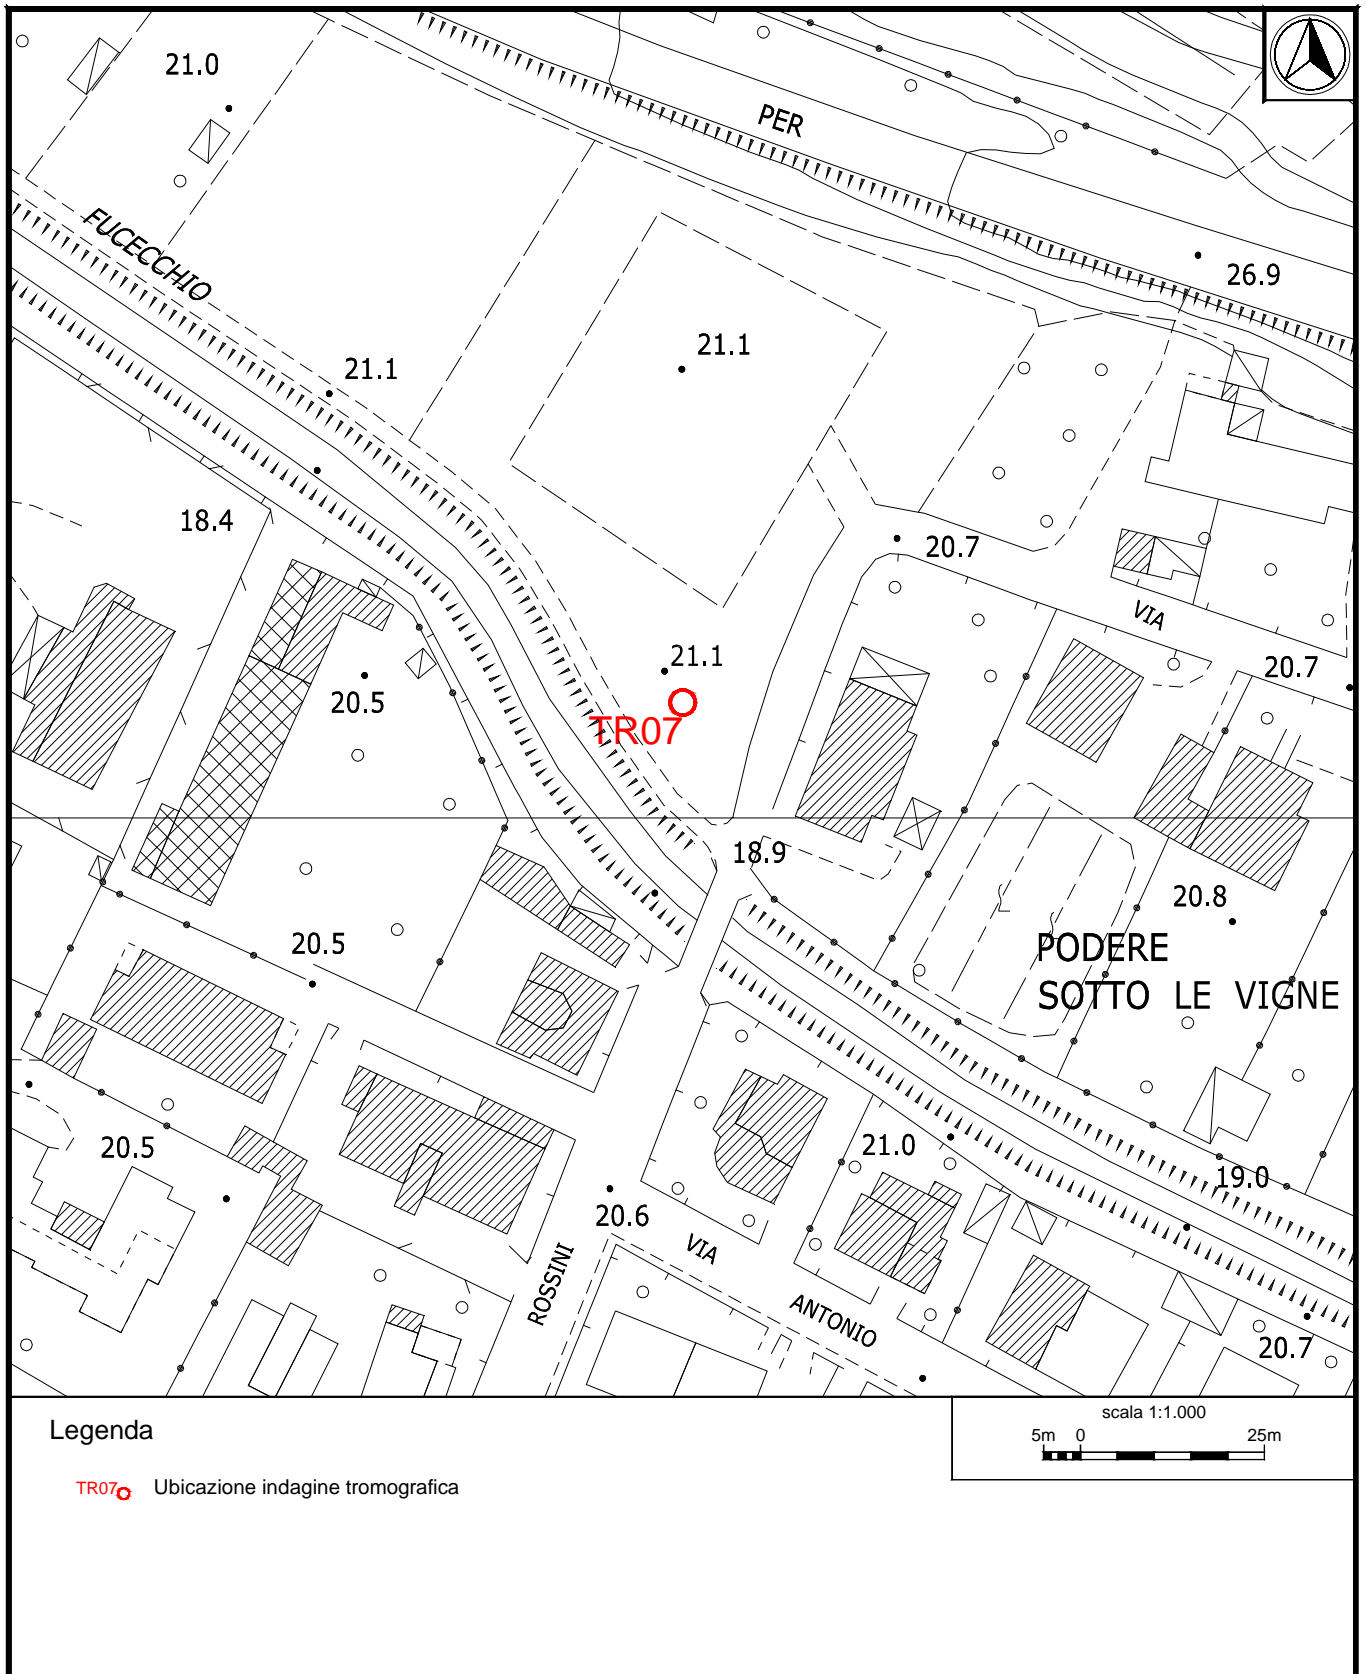 21.0
PER
FUCECCHIO
26.9
21.1
21.1
18.4
20.7
VIA
21.1
20.7
20.5
TR07
18.9
20.8
20.5
PODERE
SOTTO LE VIGNE
20.5
21.0
19.0
20.6
VIA
ROSSINI
ANTONIO
20.7
Legenda
scala 1:1.000
5m 0 25m
TR07 Ubicazione indagine tromografica